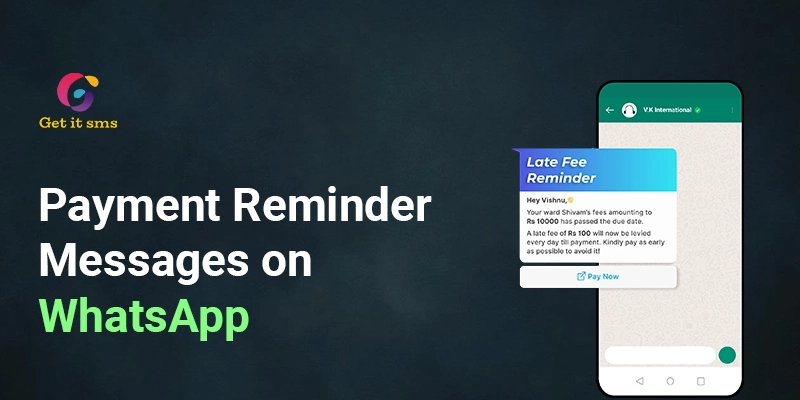 Get it sms
Payment Reminder
Messages on
WhatsApp
V.K International
Late Fee
Reminder
Hey Vishnu,👋
Your ward Shivam's fees amounting to
Rs 10000 has passed the due date.
A late fee of Rs 100 will now be levied
every day till payment. Kindly pay as early
as possible to avoid it!
Pay Now